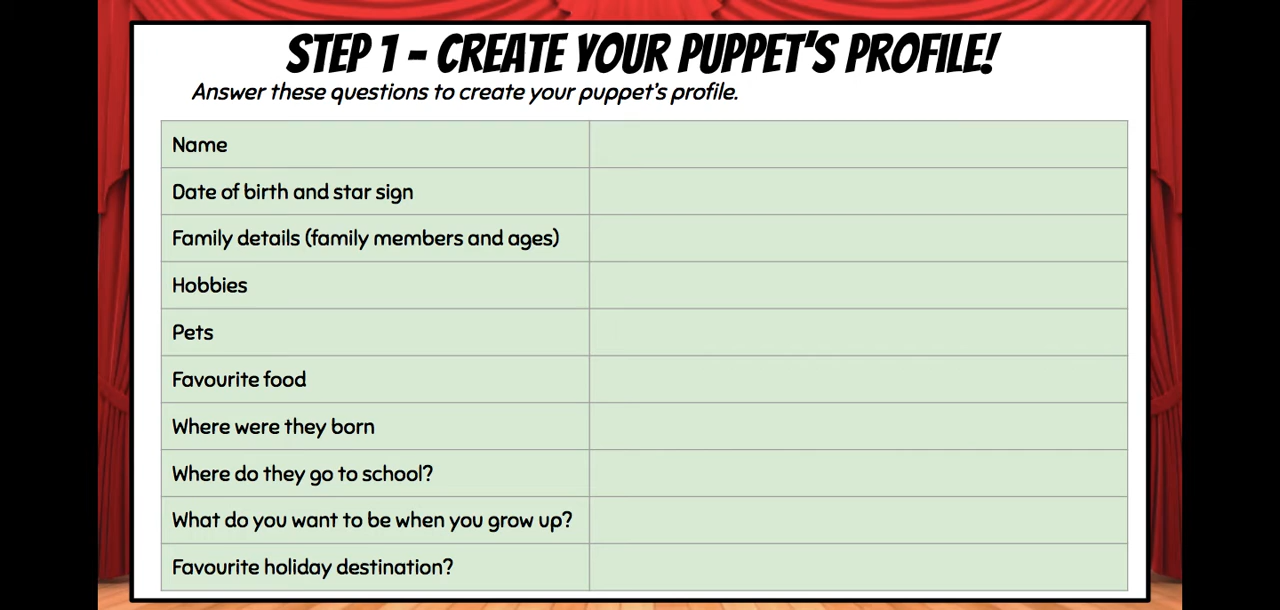 STEP 1 - CREATE YOUR PUPPET'S PROFILE!
Answer these questions to create your puppet's profile.
Name
Date of birth and star sign
Family details (family members and ages)
Hobbies
Pets
Favourite food
Where were they born
Where do they go to school?
What do you want to be when you grow up?
Favourite holiday destination?